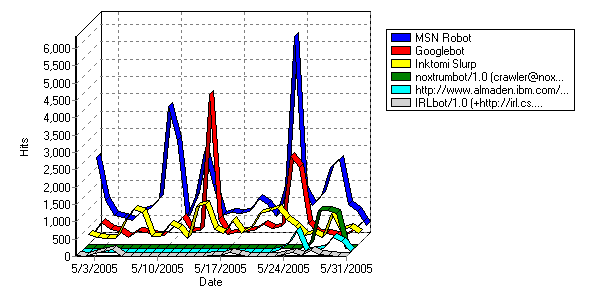 6,000
5,500
5,000
4,500
4,000
3,500
3,000
2,500
2,000
1,500
1,000
500
0
Hits
5/3/2005 5/10/2005 5/17/2005 5/24/2005 5/31/2005
Date
MSN Robot
Googlebot
Inktomi Slurp
noxtrumbot/1.0 (crawler@nox...
http://www.almaden.ibm.com/...
IRLbot/1.0 (+http://irl.cs....